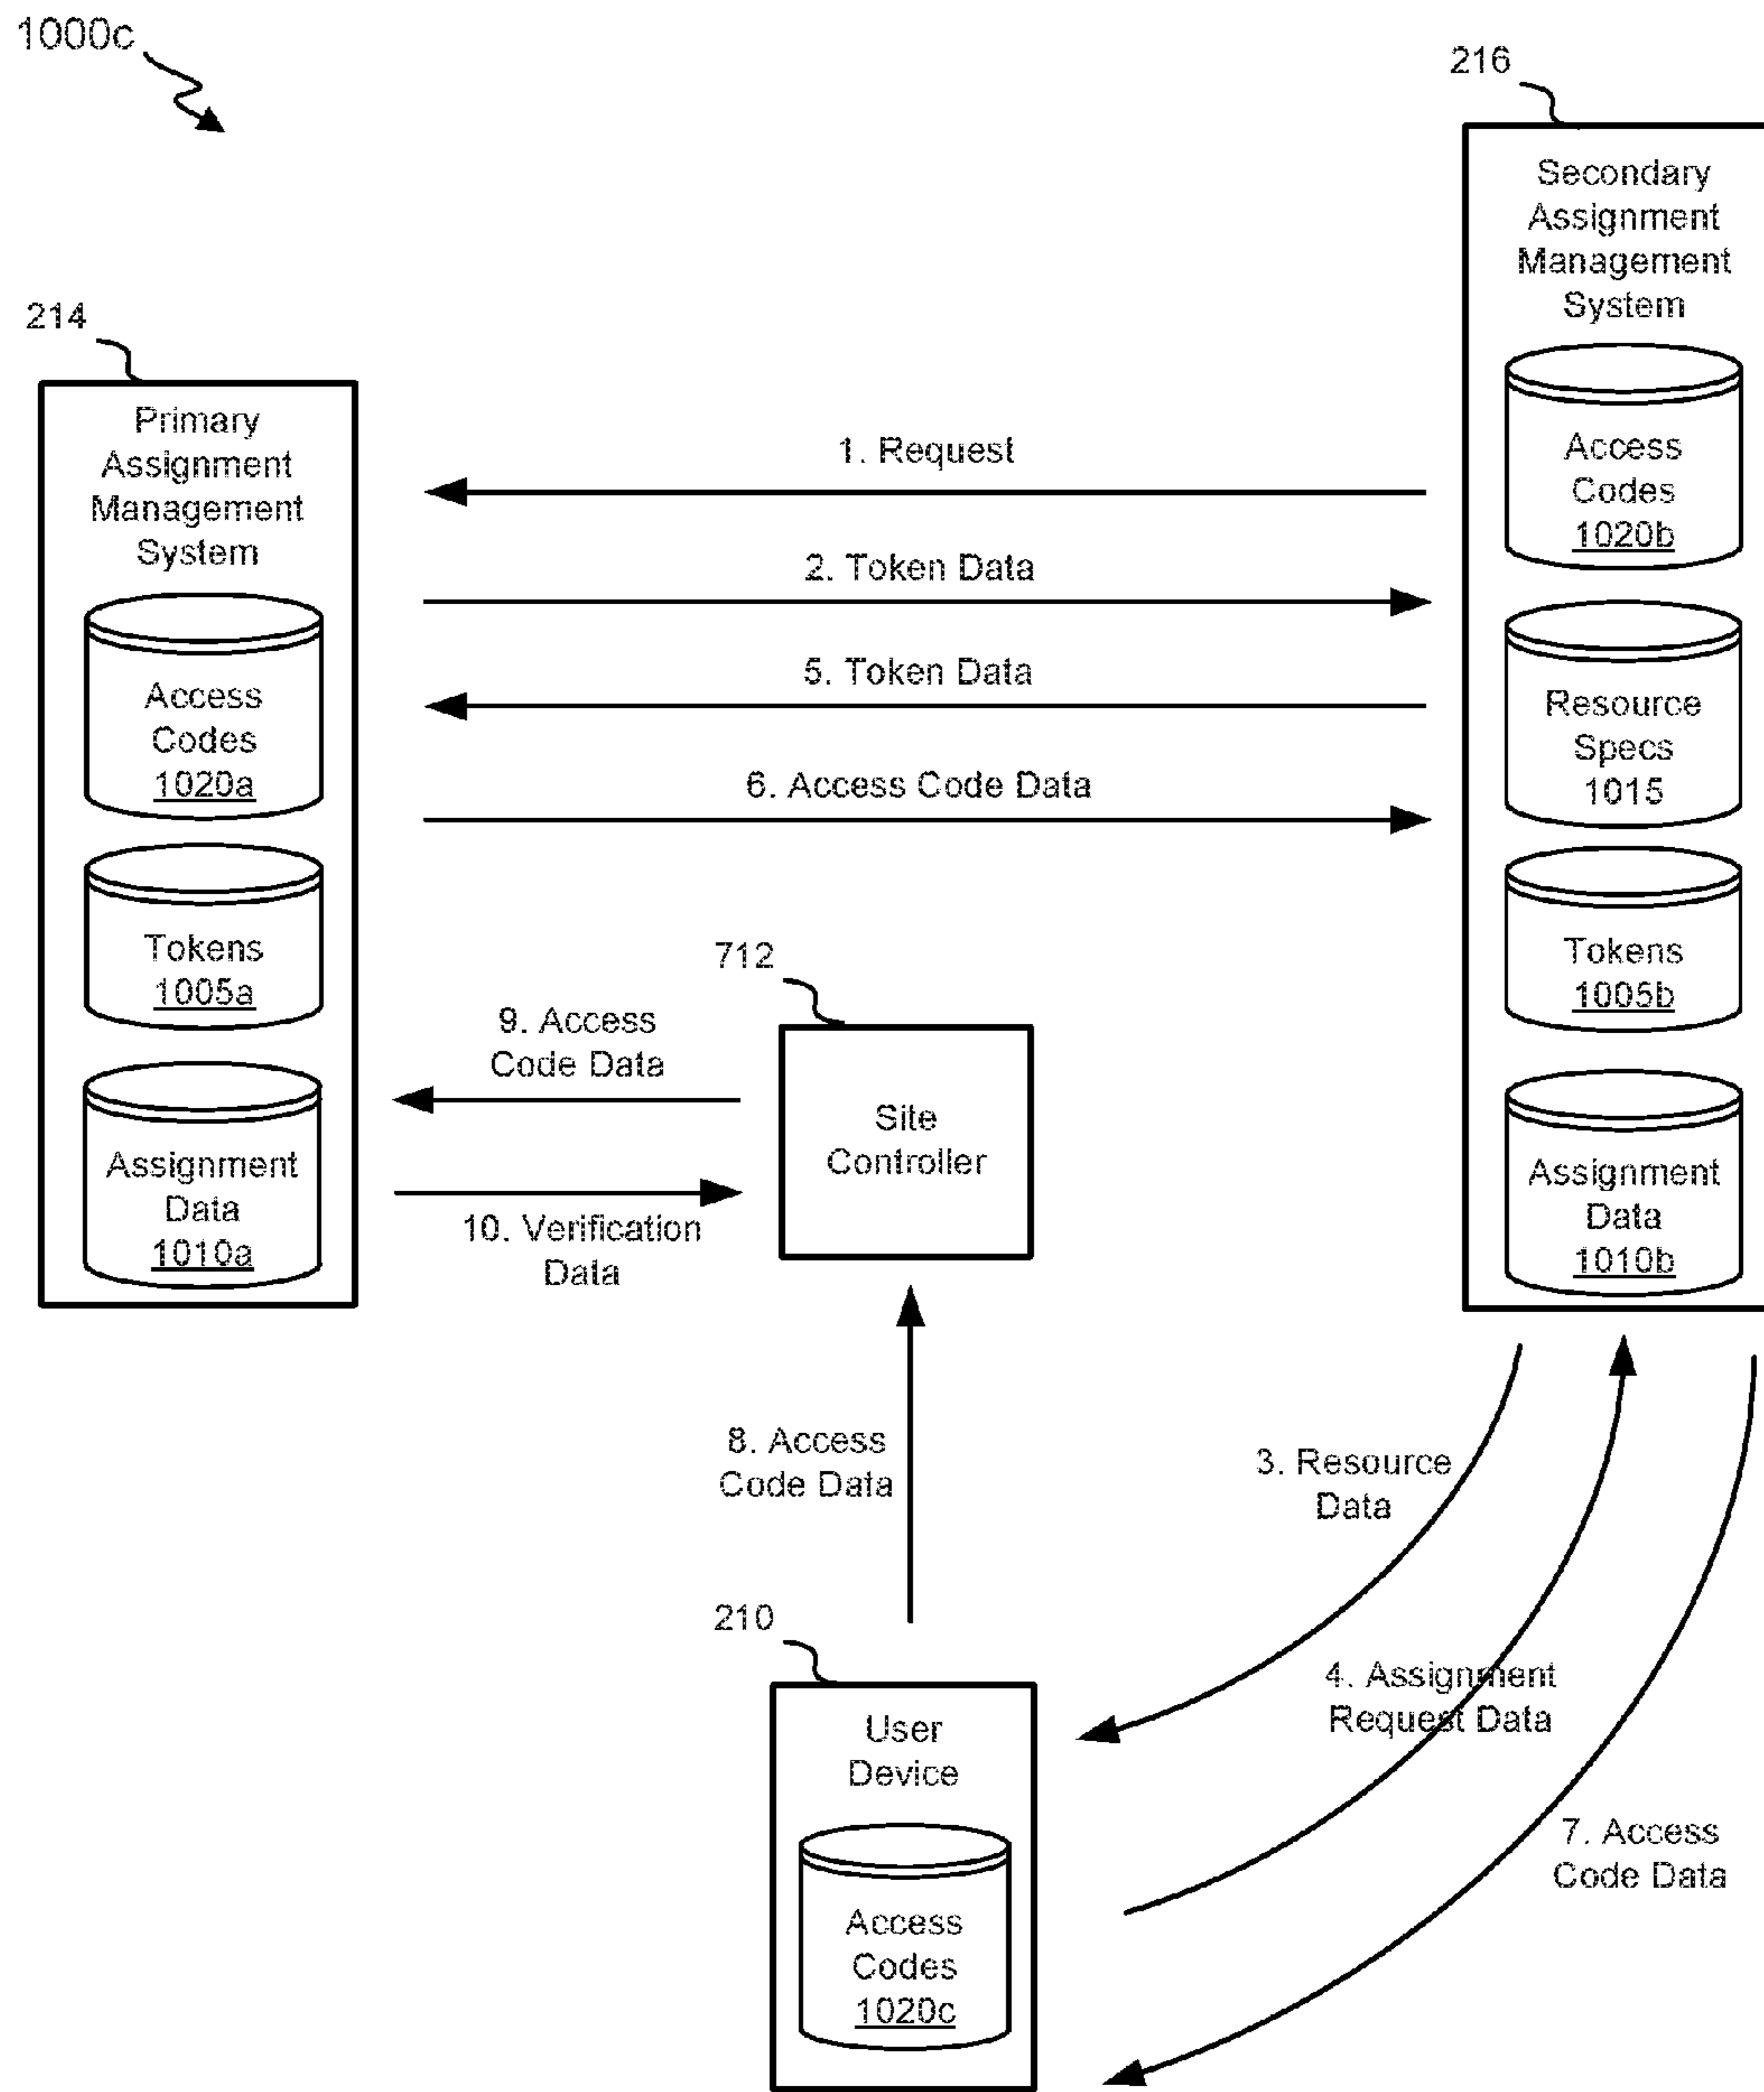 1000c
216
Secondary
Assignment
Management
System
Access
Codes
1020b
Resource
Specs
1015
Tokens
1005b
Assignment
Data
1010b
214
Primary
Assignment
Management
System
Access
Codes
1020a
Tokens
1005a
Assignment
Data
1010a
1. Request
2. Token Data
5. Token Data
6. Access Code Data
712
Site
Controller
9. Access
Code Data
10. Verification
Data
8. Access
Code Data
3. Resource
Data
4. Assignment
Request Data
7. Access
Code Data
210
User
Device
Access
Codes
1020c